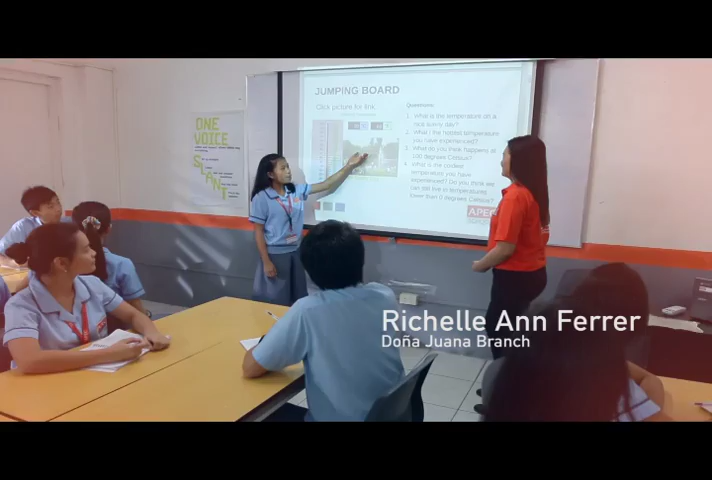 JUMPING BOARD
Click picture for link
Questions:
1. What is the temperature on a
nice sunny day?
2. What's the hottest temperature
you have experienced?
3. What do you think happens at
100 degrees Celsius?
4. What is the coldest
temperature you have
experienced? Do you think we
can still live in temperatures
lower than 0 degrees Celsius?
APEC
ONE
VOICE
SLANT
Richelle Ann Ferrer
Doña Juana Branch